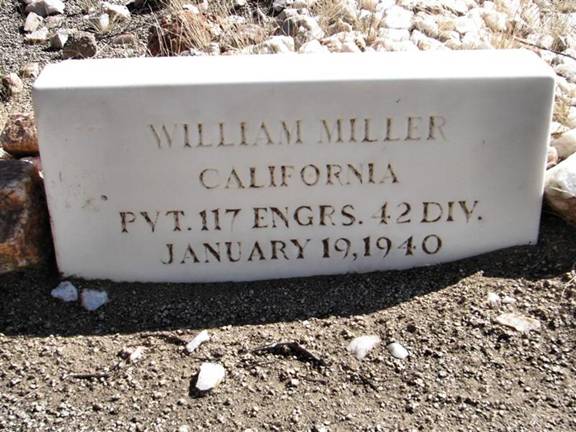 WILLIAM MILLER
CALIFORNIA
PVT. 117 ENGRS. 42 DIV.
JANUARY 19, 1940